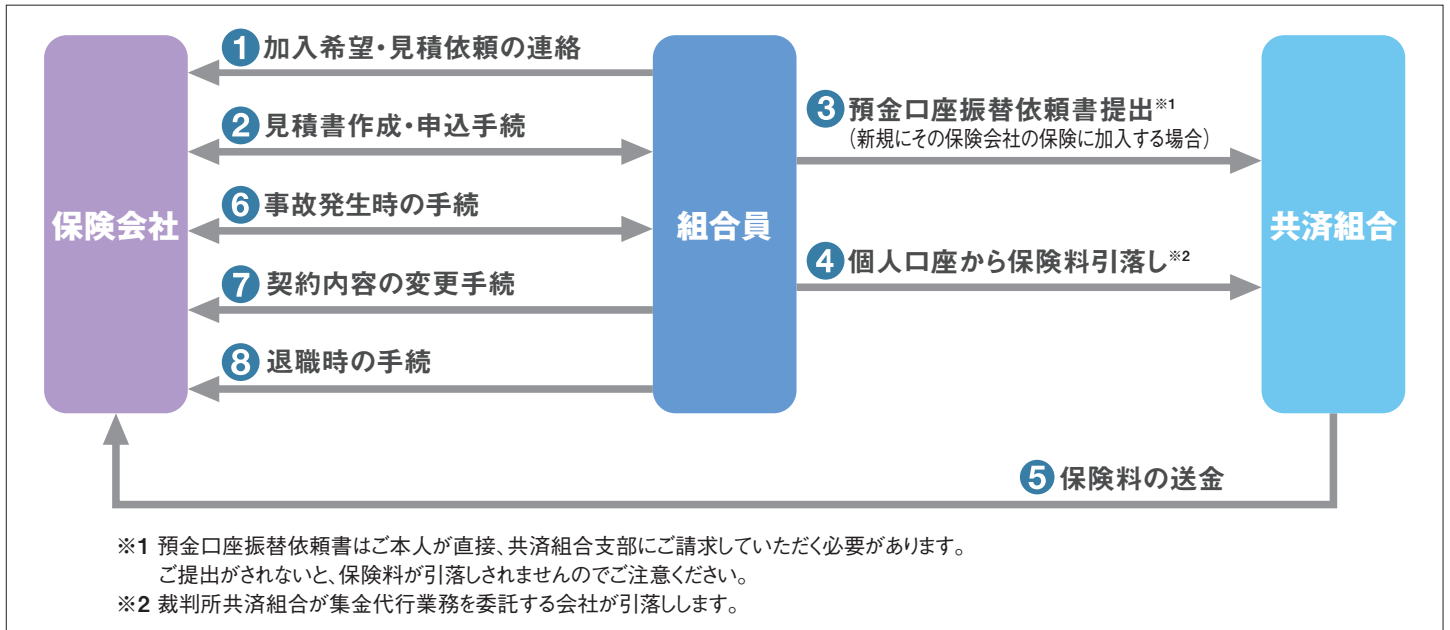 ❶加入希望・見積依頼の連絡
❷見積書作成・申込手続
❸預金口座振替依頼書提出※1
（新規にその保険会社の保険に加入する場合）
❻事故発生時の手続
保険会社
組合員
共済組合
❹個人口座から保険料引落し※2
❼契約内容の変更手続
❽退職時の手続
❺保険料の送金
※1 預金口座振替依頼書はご本人が直接、共済組合支部にご請求していただく必要があります。
ご提出がされないと、保険料が引落しされませんのでご注意ください。
※2 裁判所共済組合が集金代行業務を委託する会社が引落しします。